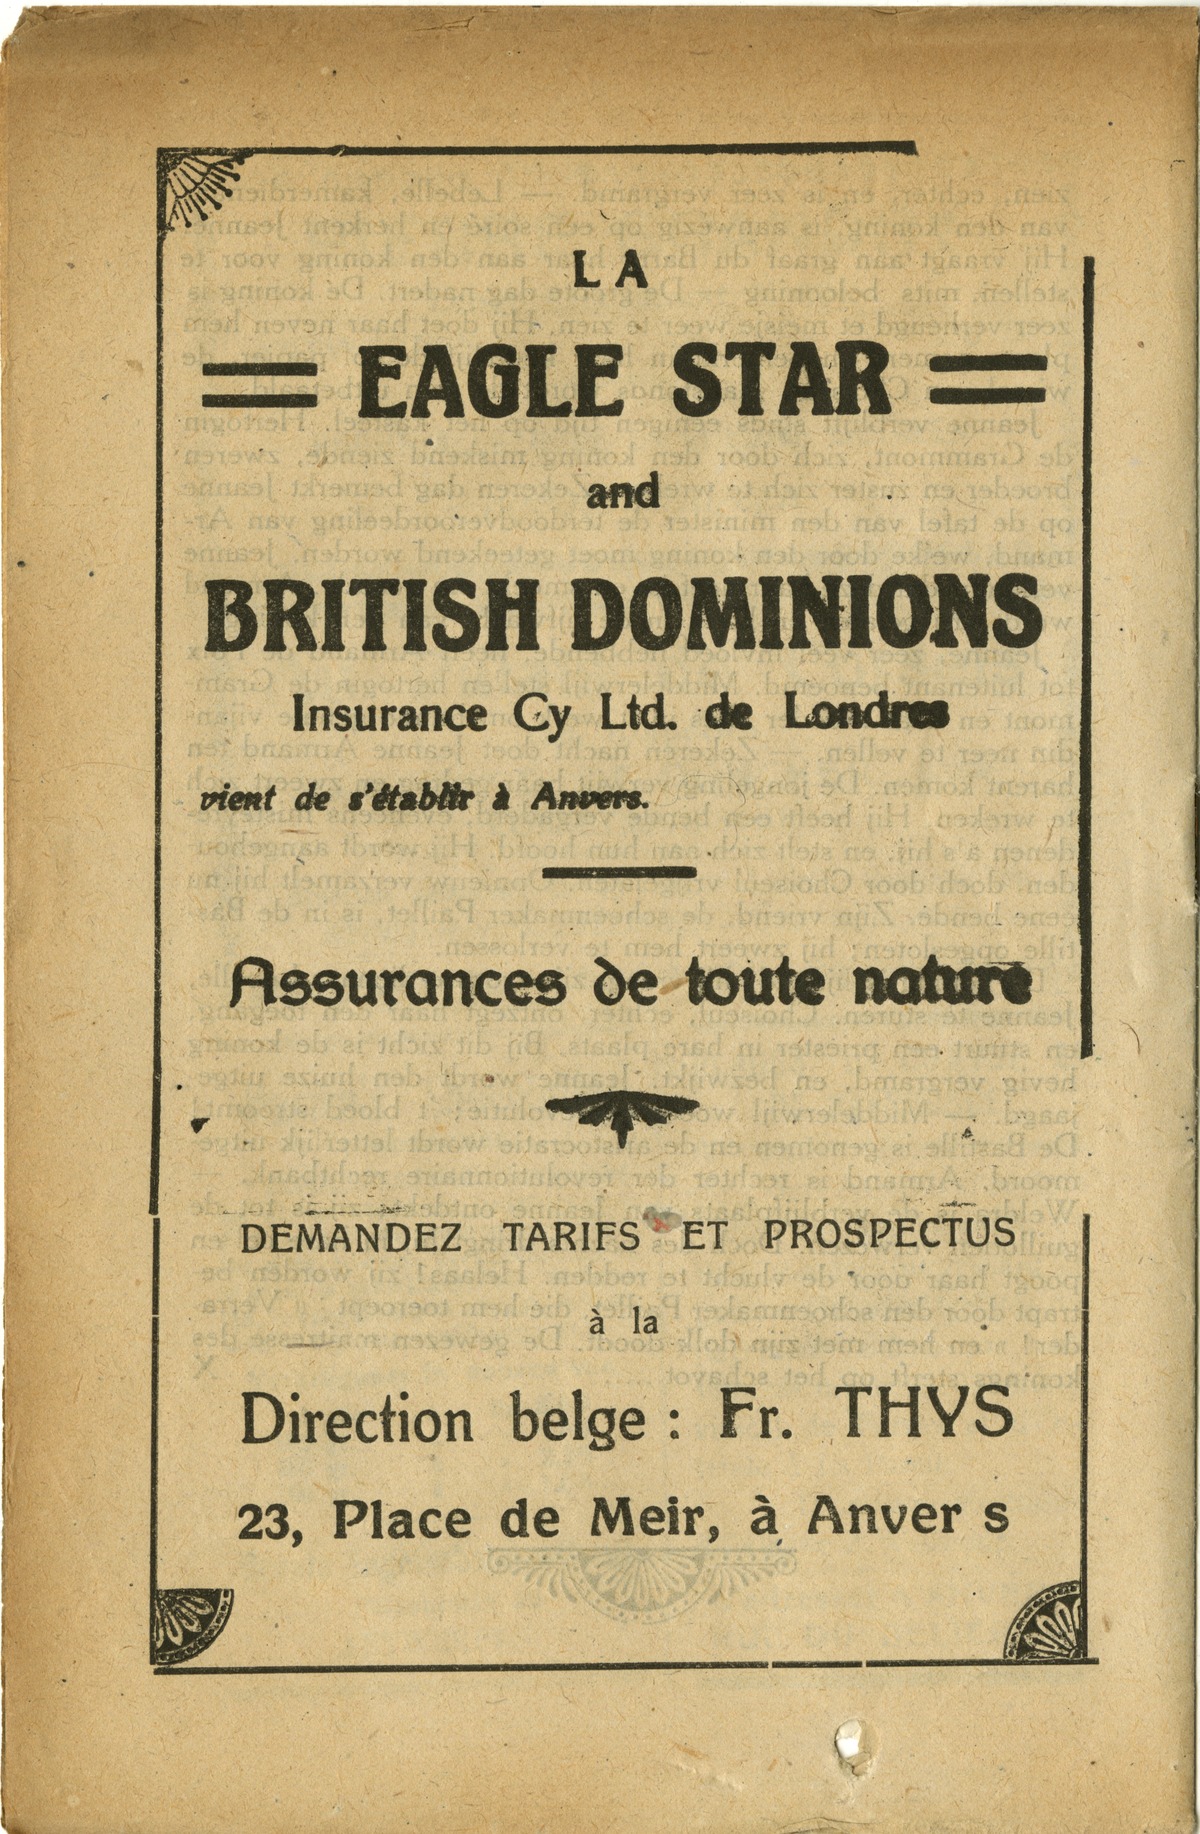 LA
EAGLE STAR
and
BRITISH DOMINIONS
Insurance Cy Ltd. de Londres
vient de s'établir à Anvers.
Assurances de toute nature
DEMANDEZ TARIFS ET PROSPECTUS
à la
Direction belge : Fr. THYS
23, Place de Meir, à Anver s